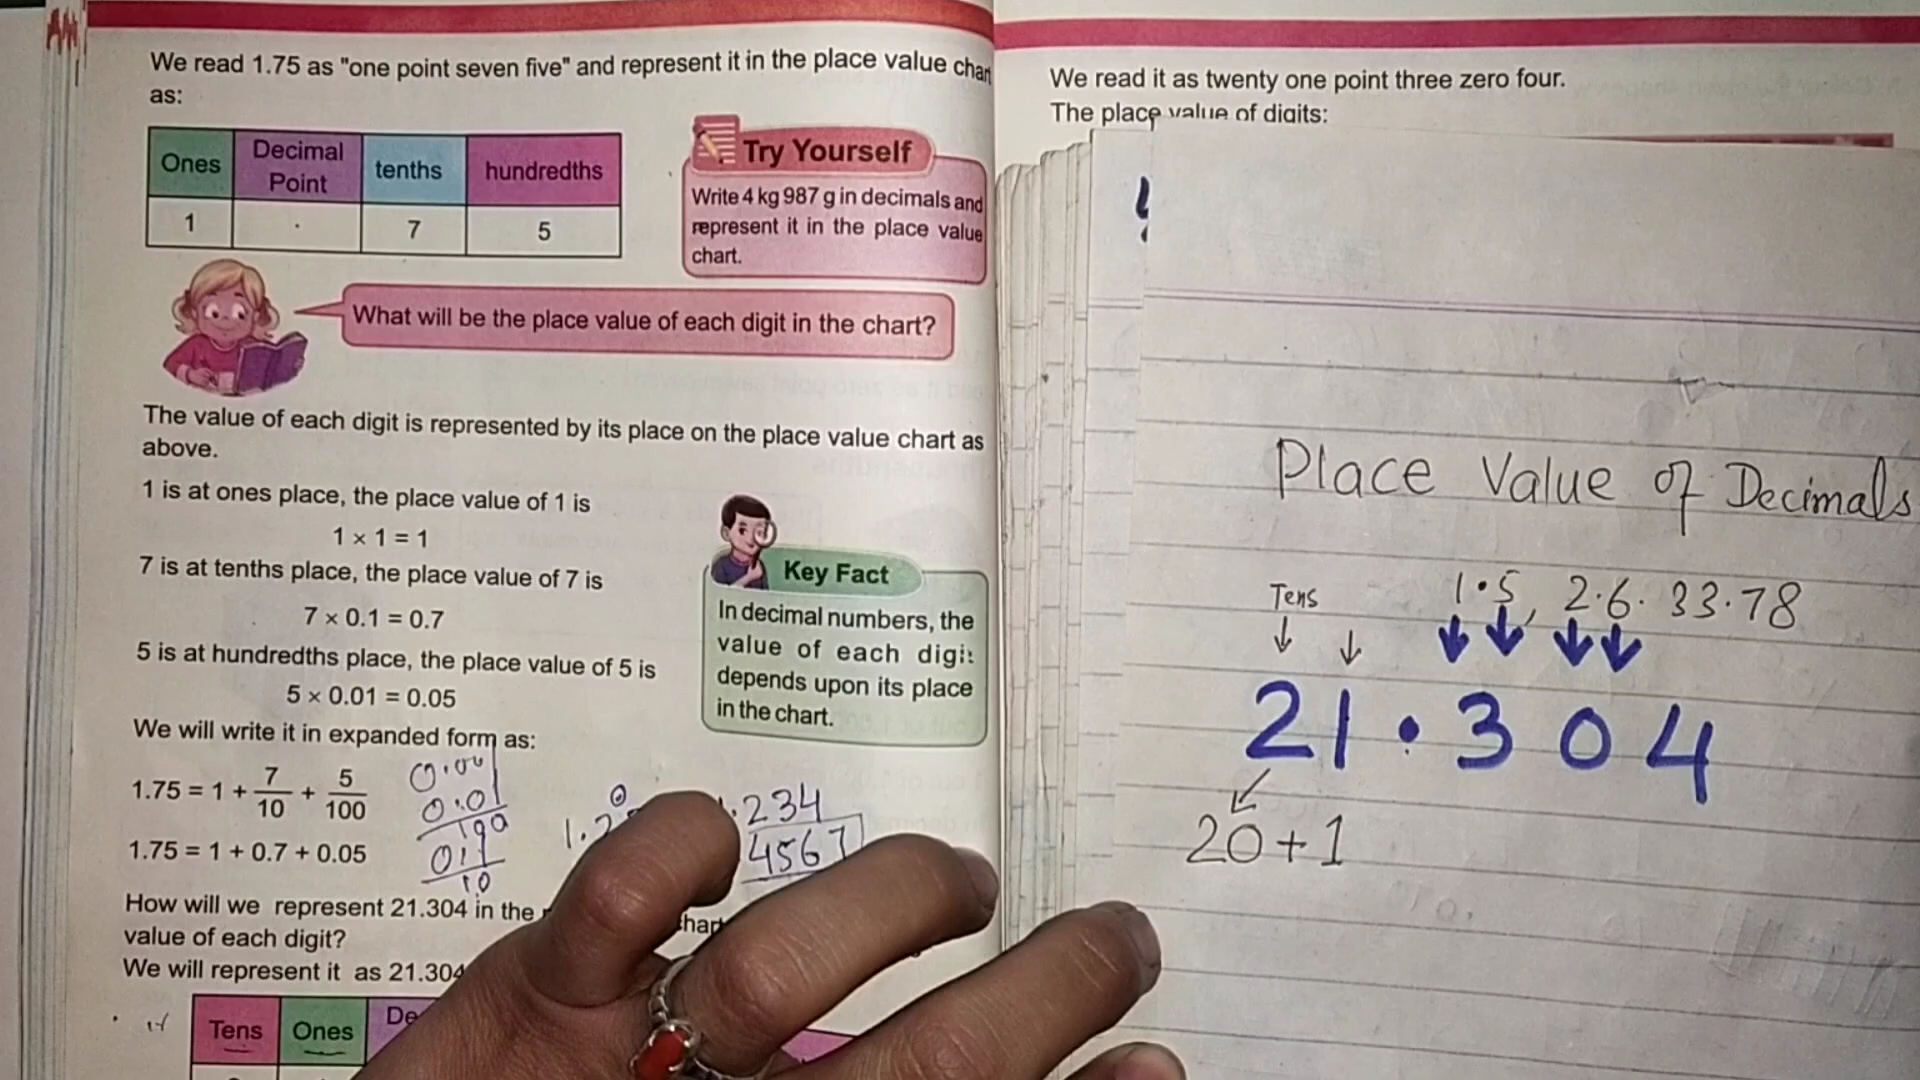 We read 1.75 as "one point seven five" and represent it in the place value chart
as:
Ones Decimal Point tenths hundredths
1 . 7 5
Try Yourself
Write 4 kg 987 g in decimals and
represent it in the place value
chart.
What will be the place value of each digit in the chart?
The value of each digit is represented by its place on the place value chart as
above.
1 is at ones place, the place value of 1 is
1 × 1 = 1
7 is at tenths place, the place value of 7 is
7 × 0.1 = 0.7
5 is at hundredths place, the place value of 5 is
5 × 0.01 = 0.05
Key Fact
In decimal numbers, the
value of each digit
depends upon its place
in the chart.
We will write it in expanded form as:
1.75 = 1 + 7/10 + 5/100
1.75 = 1 + 0.7 + 0.05
.234
4567
How will we represent 21.304 in the
value of each digit?
We will represent it as 21.304
Tens Ones De
We read it as twenty one point three zero four.
The place value of digits:
Place Value of Decimals
Tens 1.5, 2.6. 33.78
21.304
20+1